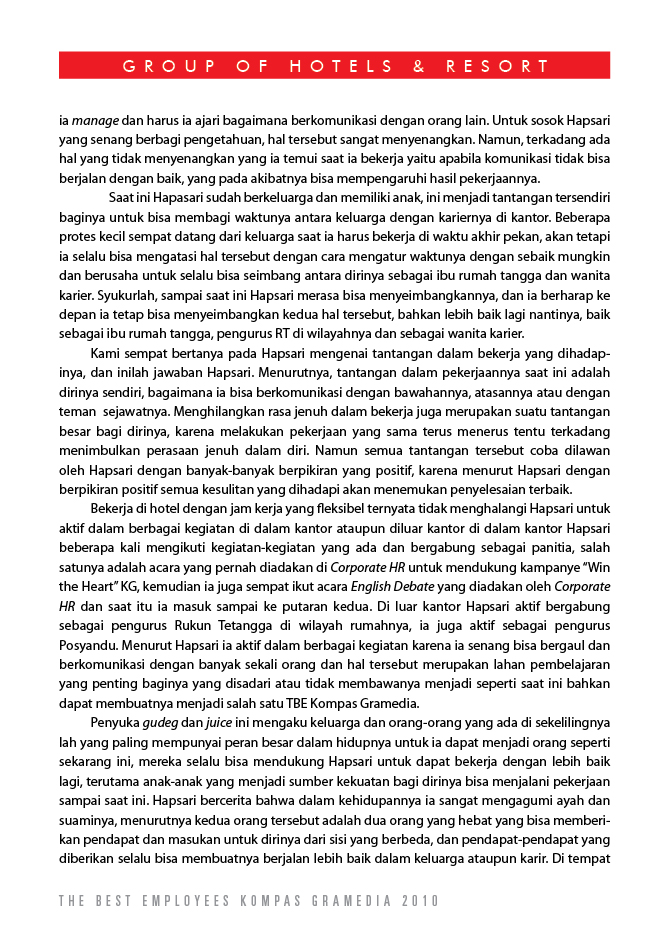 GROUP OF HOTELS & RESORT
ia manage dan harus ia ajari bagaimana berkomunikasi dengan orang lain. Untuk sosok Hapsari
yang senang berbagi pengetahuan, hal tersebut sangat menyenangkan. Namun, terkadang ada
hal yang tidak menyenangkan yang ia temui saat ia bekerja yaitu apabila komunikasi tidak bisa
berjalan dengan baik, yang pada akibatnya bisa mempengaruhi hasil pekerjaannya.
Saat ini Hapasari sudah berkeluarga dan memiliki anak, ini menjadi tantangan tersendiri
baginya untuk bisa membagi waktunya antara keluarga dengan kariernya di kantor. Beberapa
protes kecil sempat datang dari keluarga saat ia harus bekerja di waktu akhir pekan, akan tetapi
ia selalu bisa mengatasi hal tersebut dengan cara mengatur waktunya dengan sebaik mungkin
dan berusaha untuk selalu bisa seimbang antara dirinya sebagai ibu rumah tangga dan wanita
karier. Syukurlah, sampai saat ini Hapsari merasa bisa menyeimbangkannya, dan ia berharap ke
depan ia tetap bisa menyeimbangkan kedua hal tersebut, bahkan lebih baik lagi nantinya, baik
sebagai ibu rumah tangga, pengurus RT di wilayahnya dan sebagai wanita karier.
Kami sempat bertanya pada Hapsari mengenai tantangan dalam bekerja yang dihadap-
inya, dan inilah jawaban Hapsari. Menurutnya, tantangan dalam pekerjaannya saat ini adalah
dirinya sendiri, bagaimana ia bisa berkomunikasi dengan bawahannya, atasannya atau dengan
teman sejawatnya. Menghilangkan rasa jenuh dalam bekerja juga merupakan suatu tantangan
besar bagi dirinya, karena melakukan pekerjaan yang sama terus menerus tentu terkadang
menimbulkan perasaan jenuh dalam diri. Namun semua tantangan tersebut coba dilawan
oleh Hapsari dengan banyak-banyak berpikiran yang positif, karena menurut Hapsari dengan
berpikiran positif semua kesulitan yang dihadapi akan menemukan penyelesaian terbaik.
Bekerja di hotel dengan jam kerja yang fleksibel ternyata tidak menghalangi Hapsari untuk
aktif dalam berbagai kegiatan di dalam kantor ataupun diluar kantor di dalam kantor Hapsari
beberapa kali mengikuti kegiatan-kegiatan yang ada dan bergabung sebagai panitia, salah
satunya adalah acara yang pernah diadakan di Corporate HR untuk mendukung kampanye “Win
the Heart” KG, kemudian ia juga sempat ikut acara English Debate yang diadakan oleh Corporate
HR dan saat itu ia masuk sampai ke putaran kedua. Di luar kantor Hapsari aktif bergabung
sebagai pengurus Rukun Tetangga di wilayah rumahnya, ia juga aktif sebagai pengurus
Posyandu. Menurut Hapsari ia aktif dalam berbagai kegiatan karena ia senang bisa bergaul dan
berkomunikasi dengan banyak sekali orang dan hal tersebut merupakan lahan pembelajaran
yang penting baginya yang disadari atau tidak membawanya menjadi seperti saat ini bahkan
dapat membuatnya menjadi salah satu TBE Kompas Gramedia.
Penyuka gudeg dan juice ini mengaku keluarga dan orang-orang yang ada di sekelilingnya
lah yang paling mempunyai peran besar dalam hidupnya untuk ia dapat menjadi orang seperti
sekarang ini, mereka selalu bisa mendukung Hapsari untuk dapat bekerja dengan lebih baik
lagi, terutama anak-anak yang menjadi sumber kekuatan bagi dirinya bisa menjalani pekerjaan
sampai saat ini. Hapsari bercerita bahwa dalam kehidupannya ia sangat mengagumi ayah dan
suaminya, menurutnya kedua orang tersebut adalah dua orang yang hebat yang bisa memberi-
kan pendapat dan masukan untuk dirinya dari sisi yang berbeda, dan pendapat-pendapat yang
diberikan selalu bisa membuatnya berjalan lebih baik dalam keluarga ataupun karir. Di tempat
THE BEST EMPLOYEES KOMPAS GRAMEDIA 2010